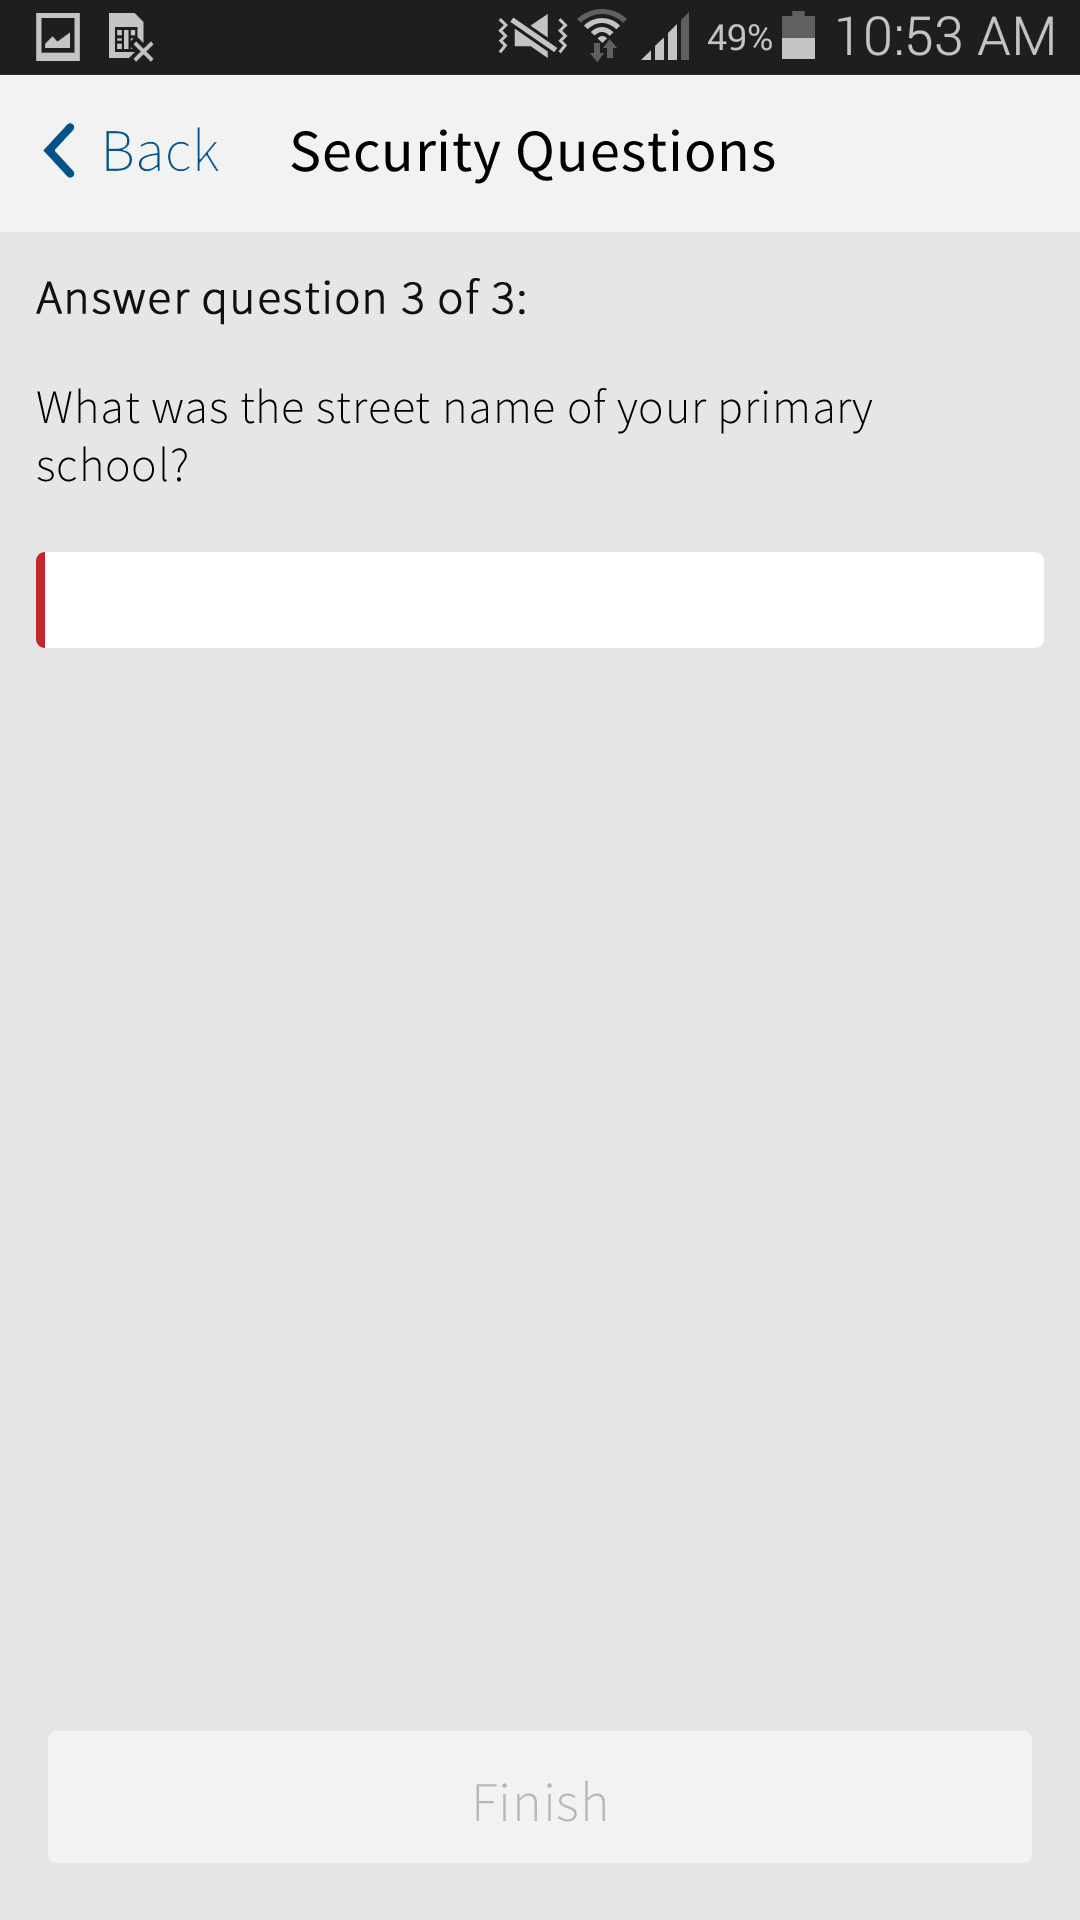 49% 10:53 AM
Back Security Questions
Answer question 3 of 3:
What was the street name of your primary
school?
Finish